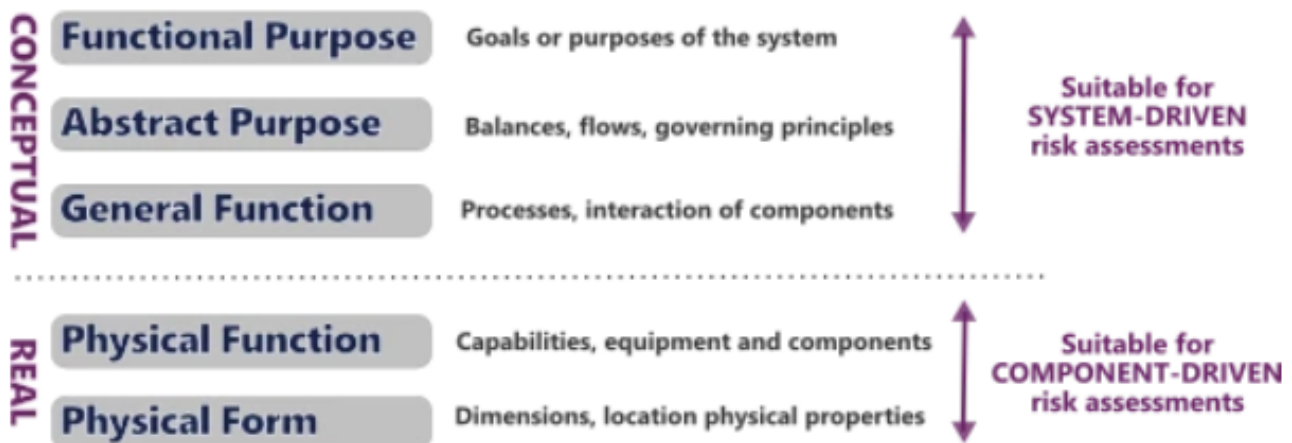 CONCEPTUAL
Functional Purpose
Goals or purposes of the system
Abstract Purpose
Balances, flows, governing principles
General Function
Processes, interaction of components
Suitable for
SYSTEM-DRIVEN
risk assessments
REAL
Physical Function
Capabilities, equipment and components
Physical Form
Dimensions, location physical properties
Suitable for
COMPONENT-DRIVEN
risk assessments